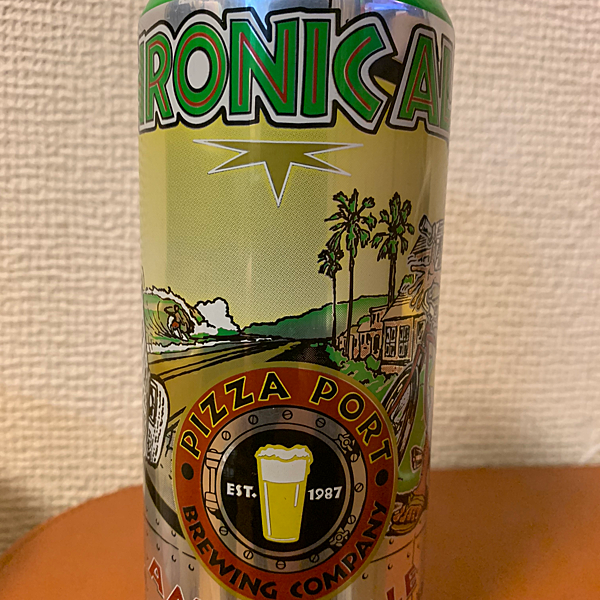 RONIC A
PIZZA PORT
EST. 1987
BREWING COMPANY